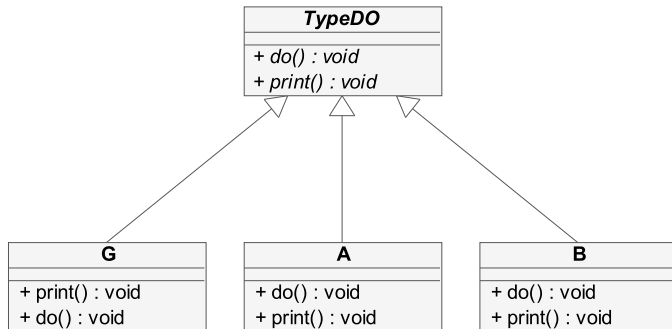 TypeDO
+ do() : void
+ print() : void
G
+ print() : void
+ do() : void
A
+ do() : void
+ print() : void
B
+ do() : void
+ print() : void